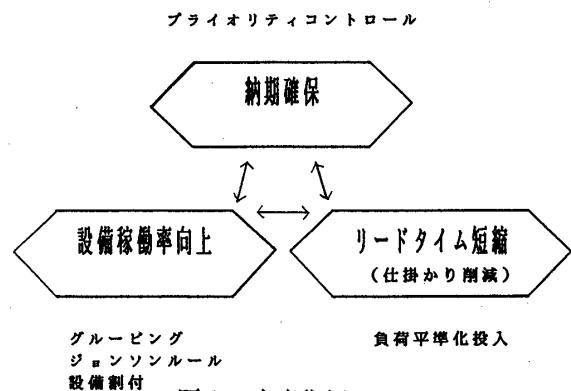 プライオリティコントロール
納期確保
設備稼働率向上
リードタイム短縮
(仕掛かり削減)
グルーピング
ジョンソンルール
設備割付
負荷平準化投入